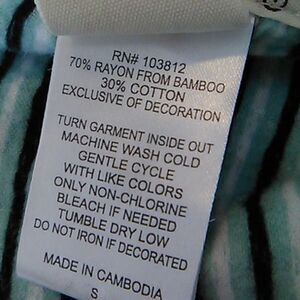 RN# 103812
70% RAYON FROM BAMBOO
30% COTTON
EXCLUSIVE OF DECORATION
TURN GARMENT INSIDE OUT
MACHINE WASH COLD
GENTLE CYCLE
WITH LIKE COLORS
ONLY NON-CHLORINE
BLEACH IF NEEDED
TUMBLE DRY LOW
DO NOT IRON IF DECORATED
MADE IN CAMBODIA
S